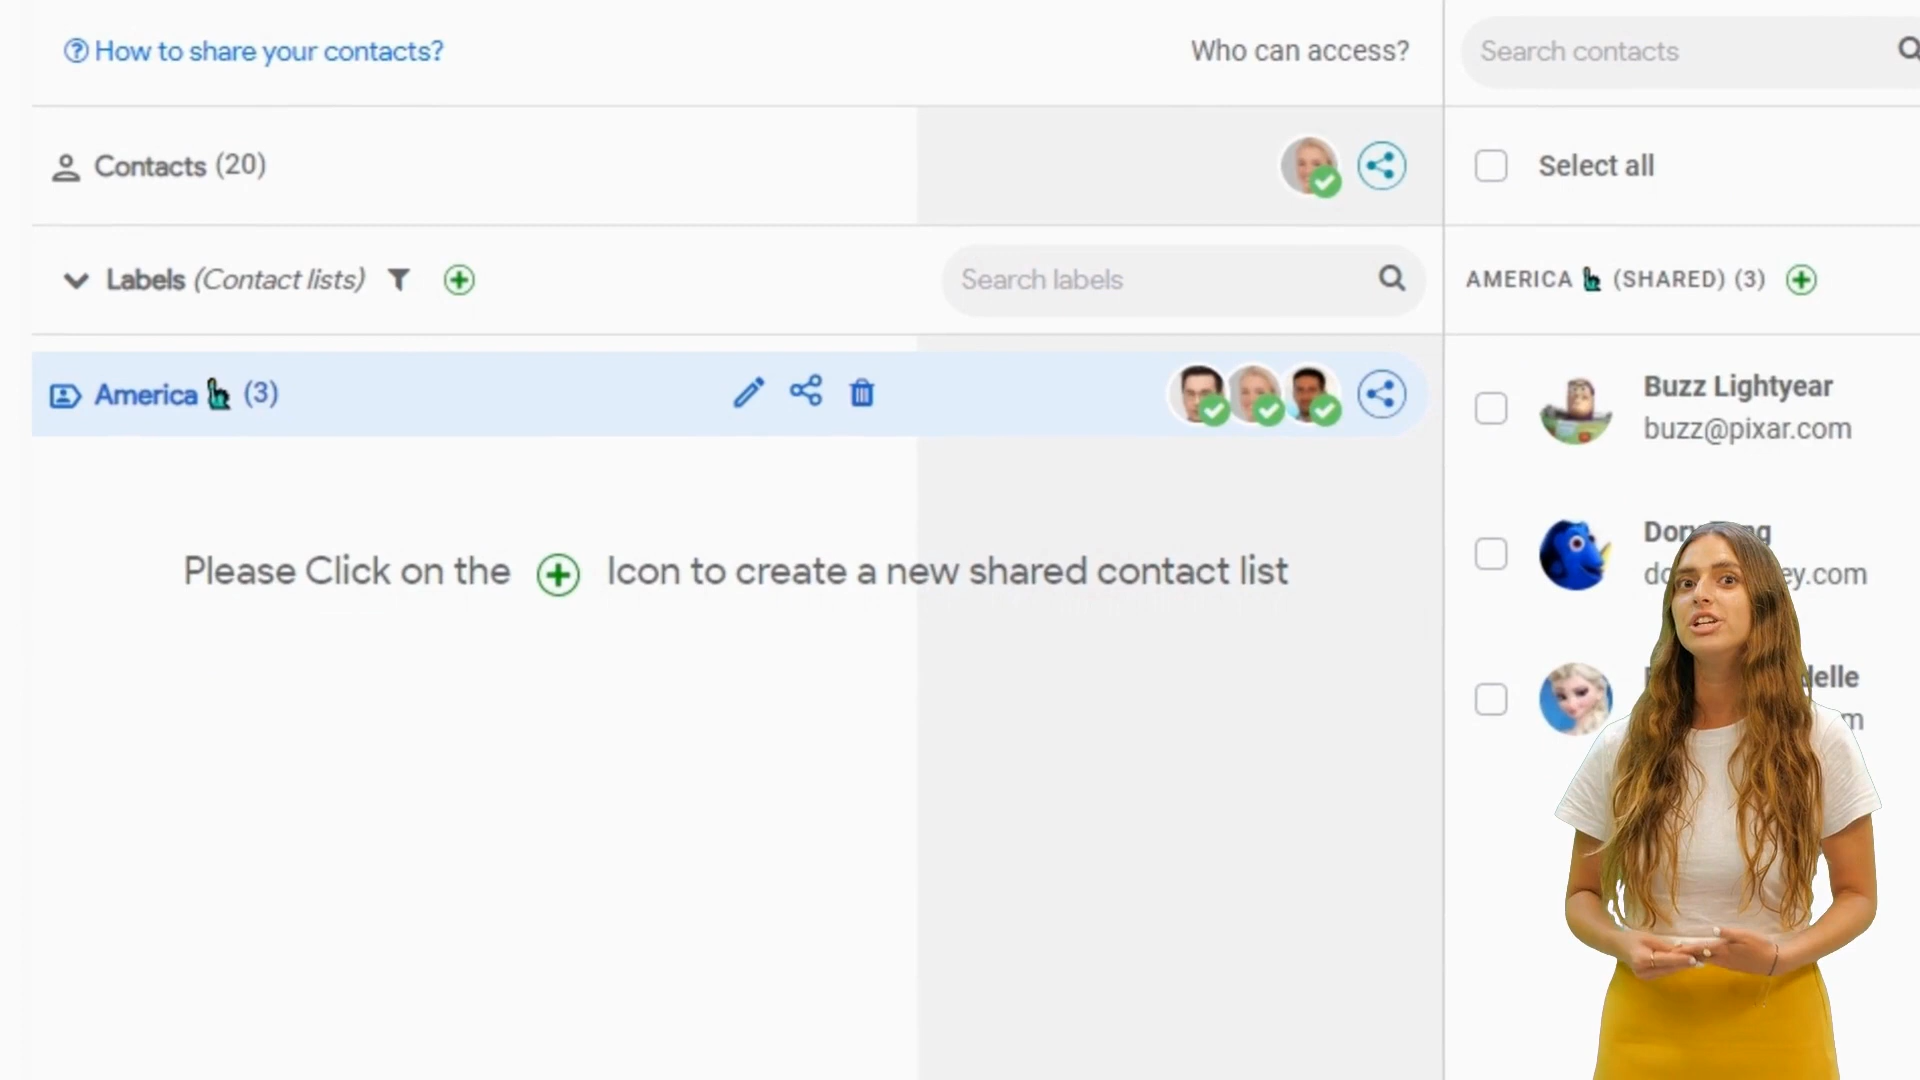 How to share your contacts?
Who can access?
Search contacts
Contacts (20)
Select all
Labels (Contact lists)
Search labels
AMERICA (SHARED) (3)
America (3)
Buzz Lightyear
buzz@pixar.com
Please Click on the Icon to create a new shared contact list